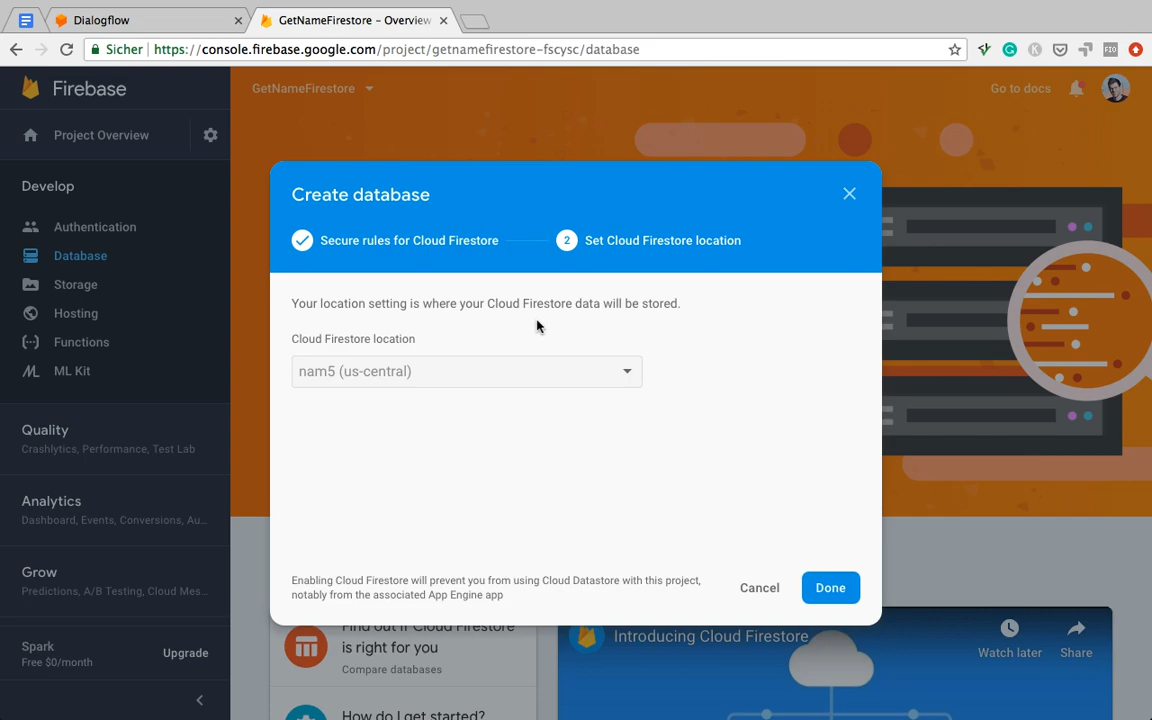 Dialogflow
GetNameFirestore – Overview
Sicher
https://console.firebase.google.com/project/getnamefirestore-fscysc/database
FIO
Firebase
GetNameFirestore
Go to docs
Project Overview
Develop
Authentication
Database
Storage
Hosting
Functions
ML Kit
Quality
Crashlytics, Performance, Test Lab
Analytics
Dashboard, Events, Conversions, Au...
Grow
Predictions, A/B Testing, Cloud Mes...
Spark
Free $0/month
Upgrade
Create database
Secure rules for Cloud Firestore
2
Set Cloud Firestore location
Your location setting is where your Cloud Firestore data will be stored.
Cloud Firestore location
nam5 (us-central)
Enabling Cloud Firestore will prevent you from using Cloud Datastore with this project,
notably from the associated App Engine app
Cancel
Done
Find out if Cloud Firestore
is right for you
Compare databases
How do I get started?
Introducing Cloud Firestore
Watch later
Share